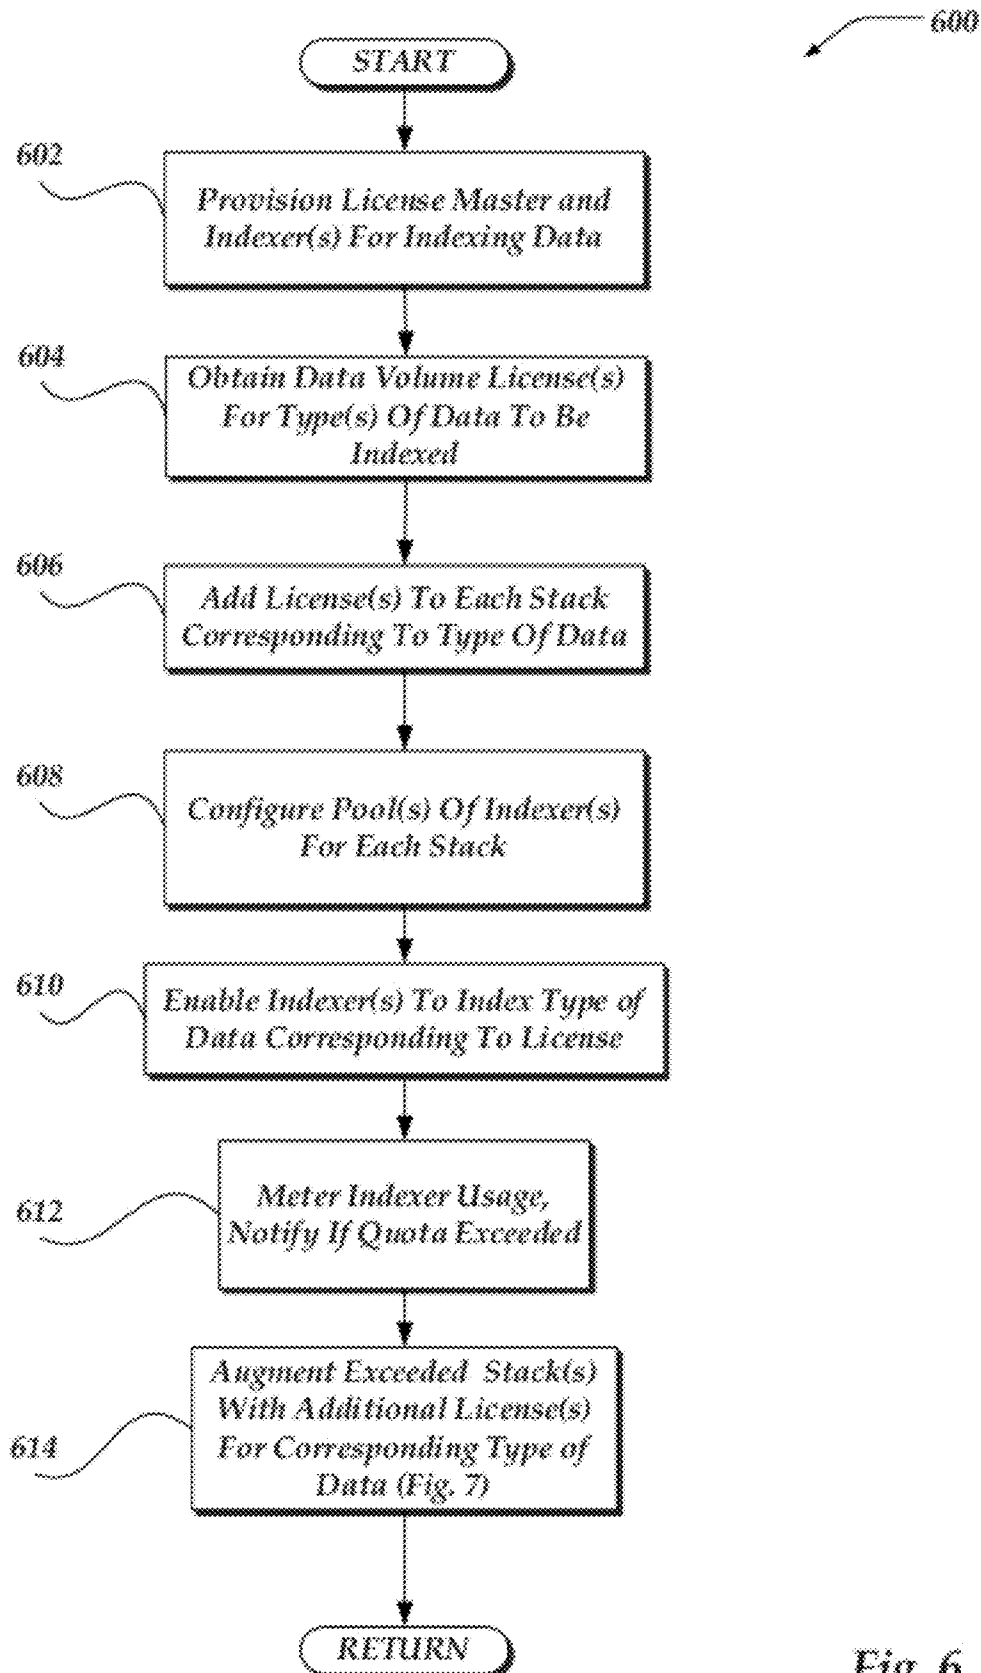 600
START
602
Provision License Master and
Indexer(s) For Indexing Data
604
Obtain Data Volume License(s)
For Type(s) Of Data To Be
Indexed
606
Add License(s) To Each Stack
Corresponding To Type Of Data
608
Configure Pool(s) Of Indexer(s)
For Each Stack
610
Enable Indexer(s) To Index Type of
Data Corresponding To License
612
Meter Indexer Usage,
Notify If Quota Exceeded
614
Augment Exceeded Stack(s)
With Additional License(s)
For Corresponding Type of
Data (Fig. 7)
RETURN
Fig. 6